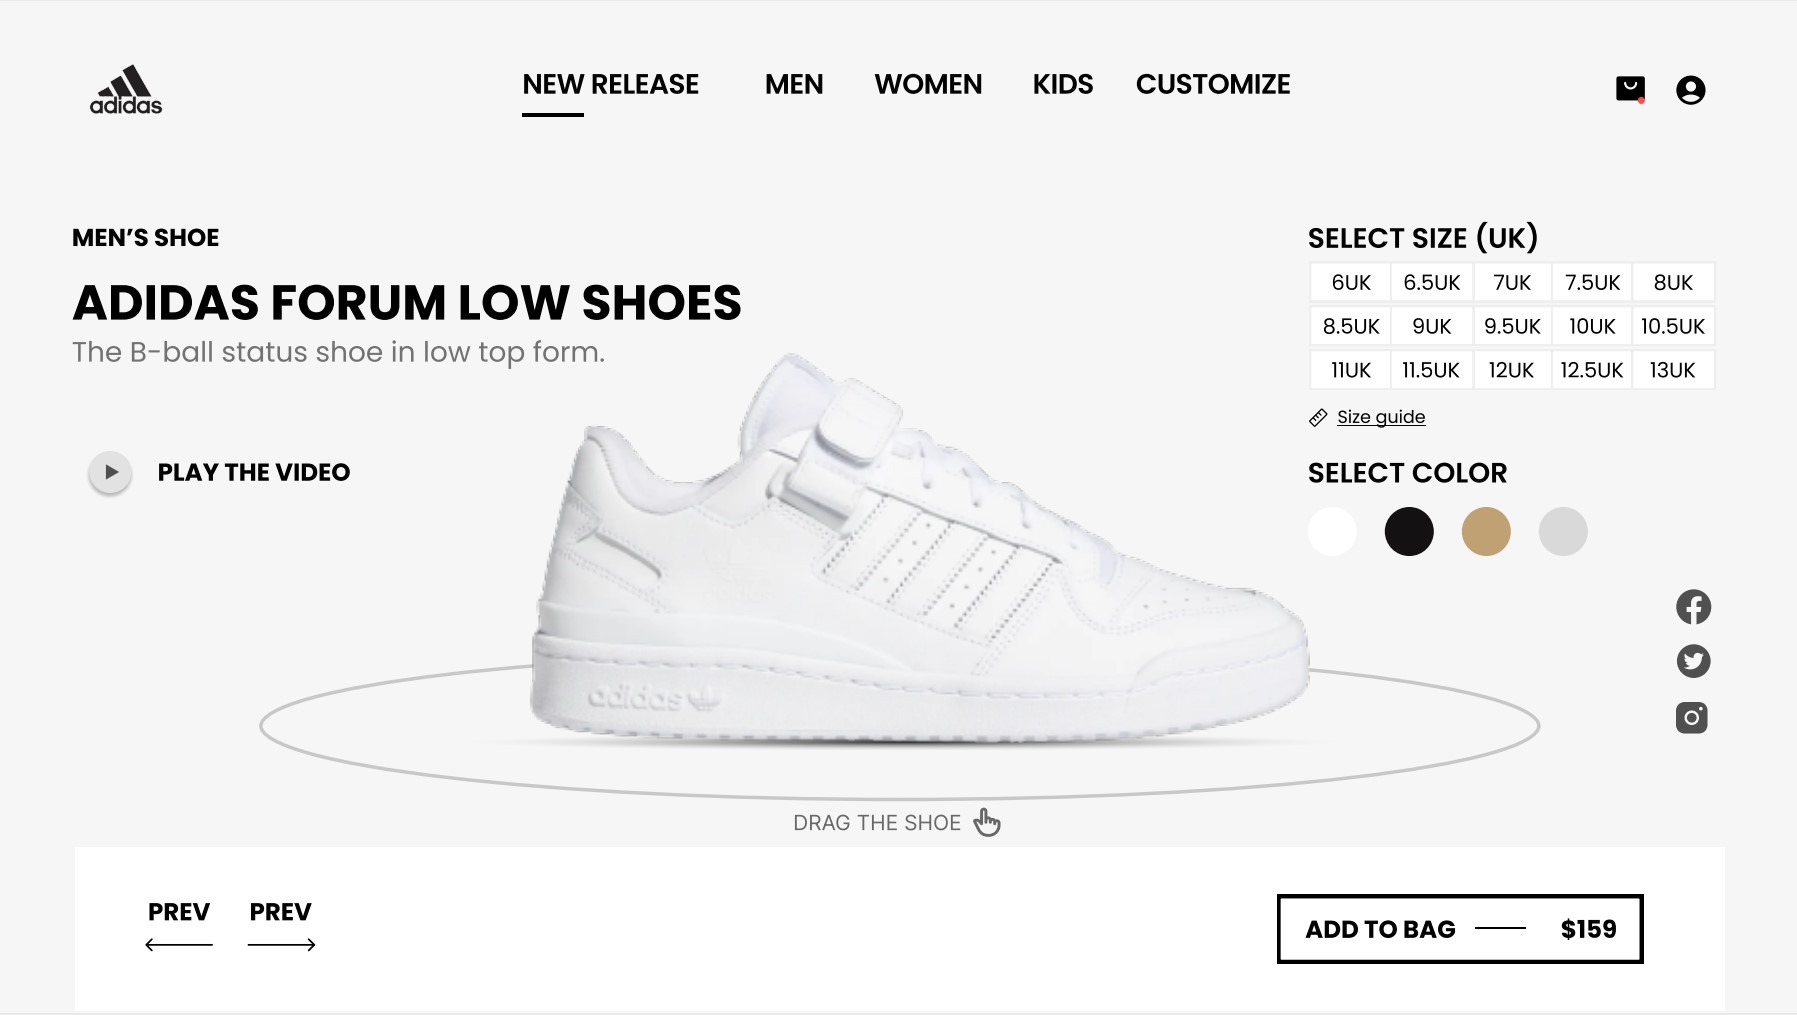 adidas
NEW RELEASE
MEN
WOMEN
KIDS
CUSTOMIZE
MEN’S SHOE
ADIDAS FORUM LOW SHOES
The B-ball status shoe in low top form.
PLAY THE VIDEO
SELECT SIZE (UK)
6UK 6.5UK 7UK 7.5UK 8UK
8.5UK 9UK 9.5UK 10UK 10.5UK
11UK 11.5UK 12UK 12.5UK 13UK
Size guide
SELECT COLOR
adidas
DRAG THE SHOE
PREV
PREV
ADD TO BAG
$159